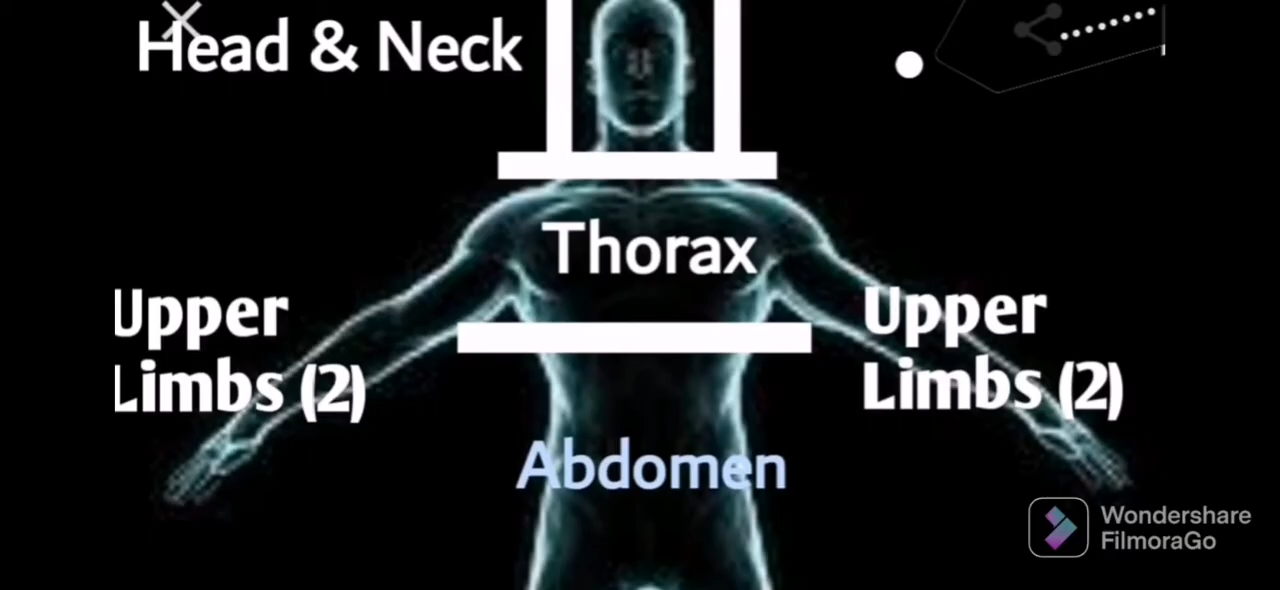 Head & Neck
Thorax
Upper
Limbs (2)
Upper
Limbs (2)
Abdomen
Wondershare
FilmoraGo